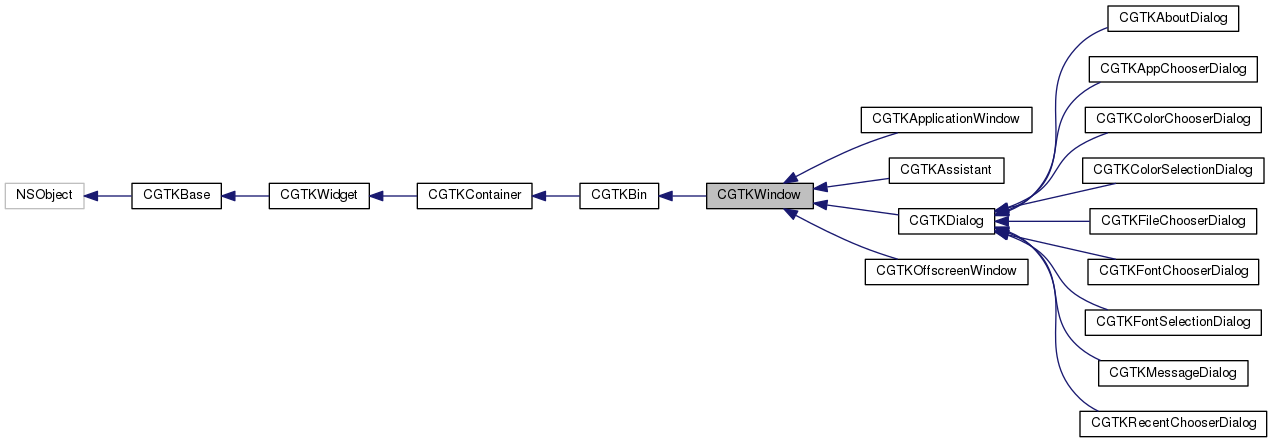 NSObject
CGTKBase
CGTKWidget
CGTKContainer
CGTKBin
CGTKWindow
CGTKApplicationWindow
CGTKAssistant
CGTKDialog
CGTKOffscreenWindow
CGTKAboutDialog
CGTKAppChooserDialog
CGTKColorChooserDialog
CGTKColorSelectionDialog
CGTKFileChooserDialog
CGTKFontChooserDialog
CGTKFontSelectionDialog
CGTKMessageDialog
CGTKRecentChooserDialog